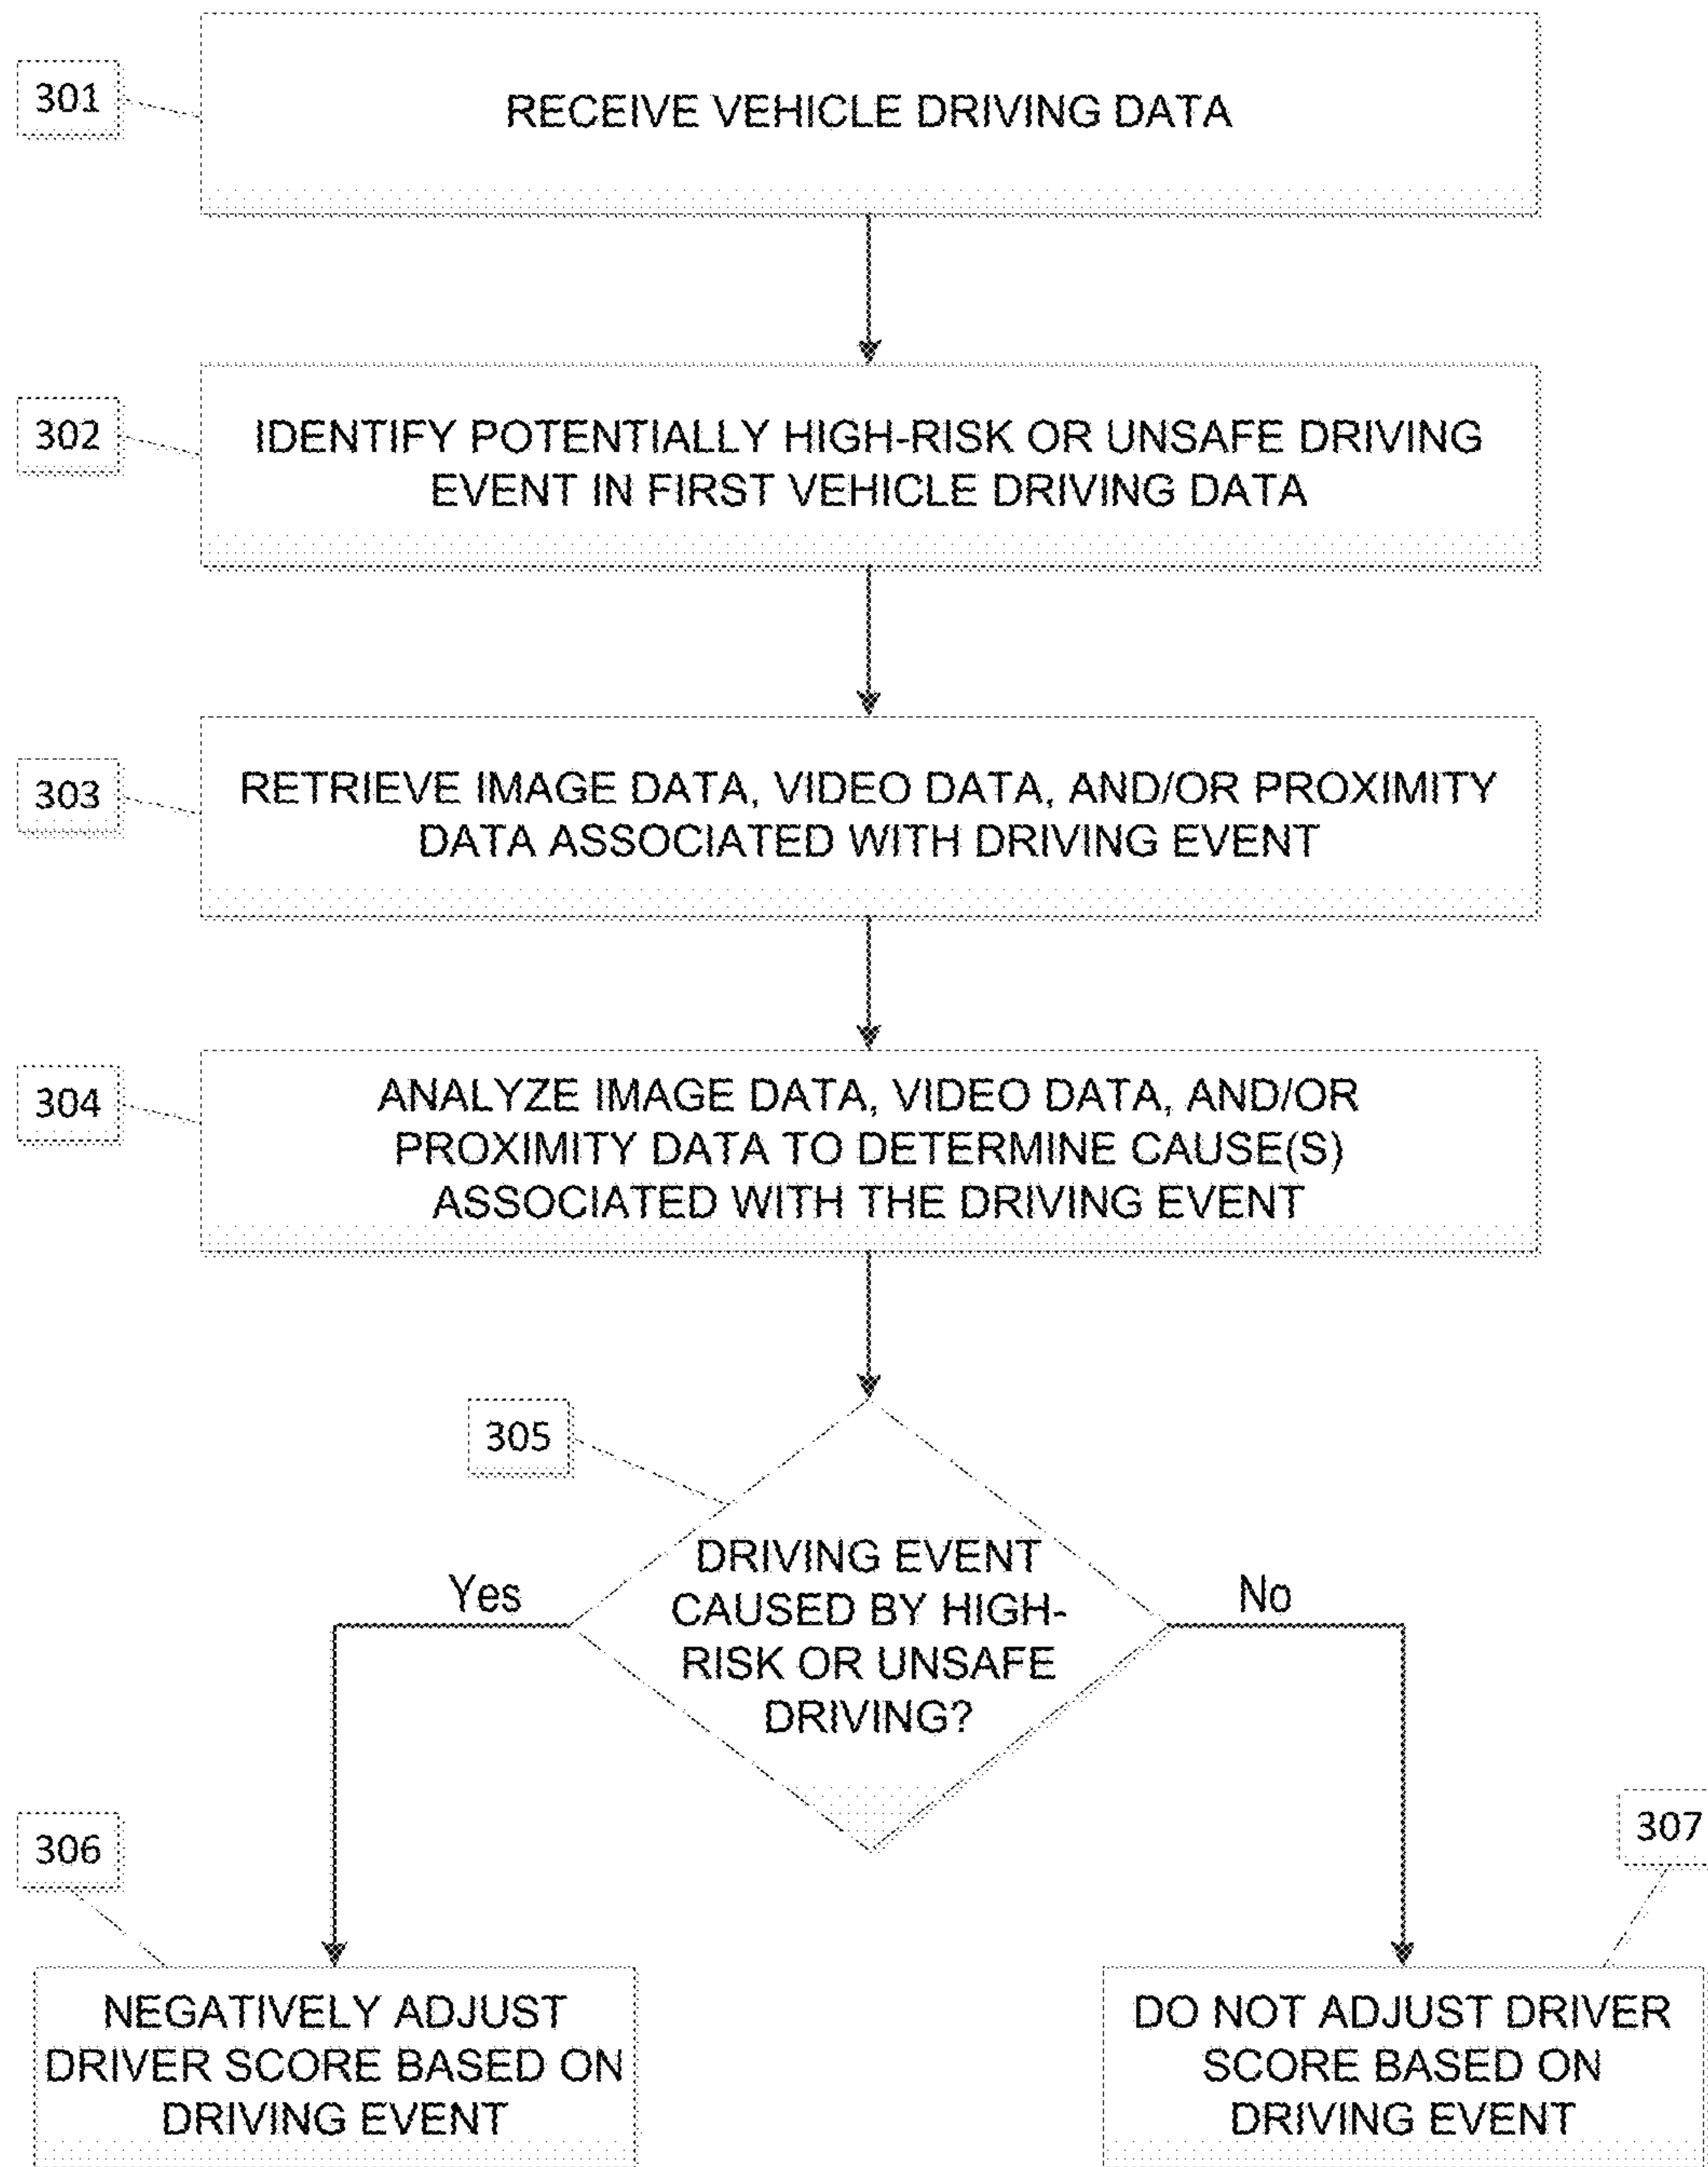 301
RECEIVE VEHICLE DRIVING DATA
302
IDENTIFY POTENTIALLY HIGH-RISK OR UNSAFE DRIVING
EVENT IN FIRST VEHICLE DRIVING DATA
303
RETRIEVE IMAGE DATA, VIDEO DATA, AND/OR PROXIMITY
DATA ASSOCIATED WITH DRIVING EVENT
304
ANALYZE IMAGE DATA, VIDEO DATA, AND/OR
PROXIMITY DATA TO DETERMINE CAUSE(S)
ASSOCIATED WITH THE DRIVING EVENT
305
DRIVING EVENT
CAUSED BY HIGH-
RISK OR UNSAFE
DRIVING?
Yes
No
306
NEGATIVELY ADJUST
DRIVER SCORE BASED ON
DRIVING EVENT
307
DO NOT ADJUST DRIVER
SCORE BASED ON
DRIVING EVENT